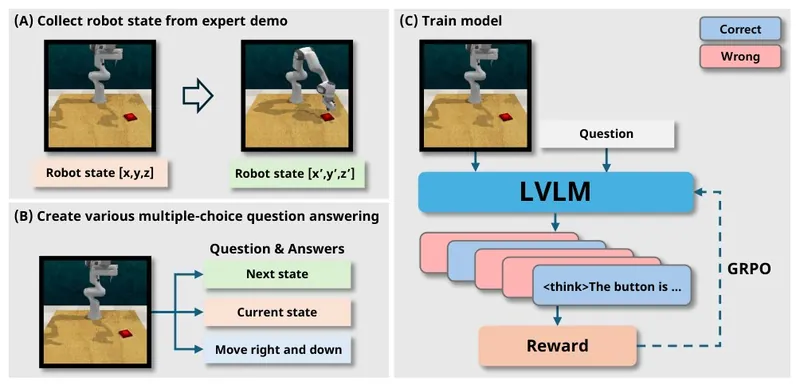 (A) Collect robot state from expert demo
Robot state [x,y,z]
Robot state [x’,y’,z’]
(B) Create various multiple-choice question answering
Question & Answers
Next state
Current state
Move right and down
(C) Train model
Correct
Wrong
Question
LVLM
<think>The button is ...
GRPO
Reward